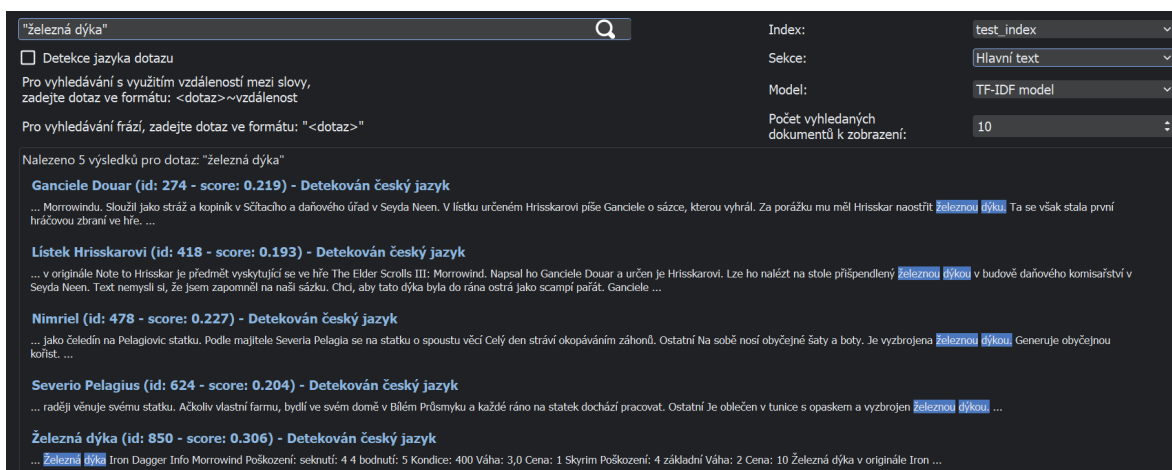 "železná dýka"
Index:
test_index
Detekce jazyka dotazu
Sekce:
Hlavní text
Pro vyhledávání s využitím vzdáleností mezi slovy,
zadejte dotaz ve formátu: <dotaz>~vzdálenost
Model:
TF-IDF model
Pro vyhledávání frází, zadejte dotaz ve formátu: "<dotaz>"
Počet vyhledaných
dokumentů k zobrazení:
10
Nalezeno 5 výsledků pro dotaz: "železná dýka"
Ganciele Douar (id: 274 - score: 0.219) - Detekován český jazyk
... Morrowindu. Sloužil jako stráž a kopiník v Sčítacího a daňového úřad v Seyda Neen. V lístku určeném Hrisskarovi píše Ganciele o sázce, kterou vyhrál. Za porážku mu měl Hrisskar naostřit železnou dýku. Ta se však stala první
hráčovou zbraní ve hře. ...
Lístek Hrisskarovi (id: 418 - score: 0.193) - Detekován český jazyk
... v originále Note to Hrisskar je předmět vyskytující se ve hře The Elder Scrolls III: Morrowind. Napsal ho Ganciele Douar a určen je Hrisskarovi. Lze ho nalézt na stole přišpendlený železnou dýkou v budově daňového komisařství v
Seyda Neen. Text nemysli si, že jsem zapomněl na naši sázku. Chci, aby tato dýka byla do rána ostrá jako scampí pařát. Ganciele ...
Nimriel (id: 478 - score: 0.227) - Detekován český jazyk
... jako čeledín na Pelagiovic statku. Podle majitele Severia Pelagia se na statku o spoustu věcí Celý den stráví okopáváním záhonů. Ostatní Na sobě nosí obyčejné šaty a boty. Je vyzbrojena železnou dýkou. Generuje obyčejnou
kořist. ...
Severio Pelagius (id: 624 - score: 0.204) - Detekován český jazyk
... raději věnuje svému statku. Ačkoliv vlastní farmu, bydlí ve svém domě v Bílém Průsmyku a každé ráno na statek dochází pracovat. Ostatní Je oblečen v tunice s opaskem a vyzbrojen železnou dýkou. ...
Železná dýka (id: 850 - score: 0.306) - Detekován český jazyk
... Železná dýka Iron Dagger Info Morrowind Poškození: seknutí: 4 4 bodnutí: 5 Kondice: 400 Váha: 3,0 Cena: 1 Skyrim Poškození: 4 základní Váha: 2 Cena: 10 Železná dýka v originále Iron ...